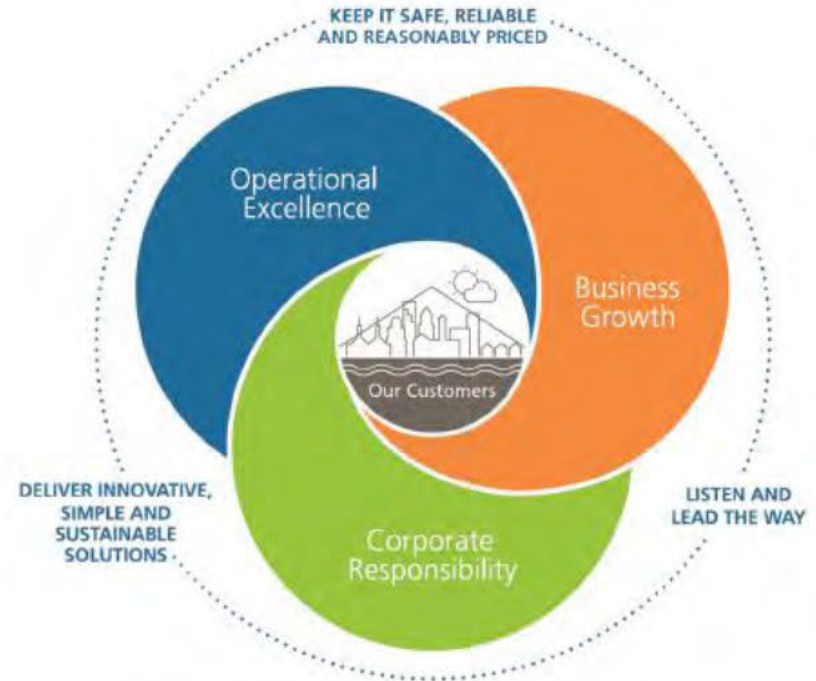 KEEP IT SAFE, RELIABLE
AND REASONABLY PRICED
Operational
Excellence
Business
Growth
Our Customers
DELIVER INNOVATIVE,
SIMPLE AND
SUSTAINABLE
SOLUTIONS
LISTEN AND
LEAD THE WAY
Corporate
Responsibility